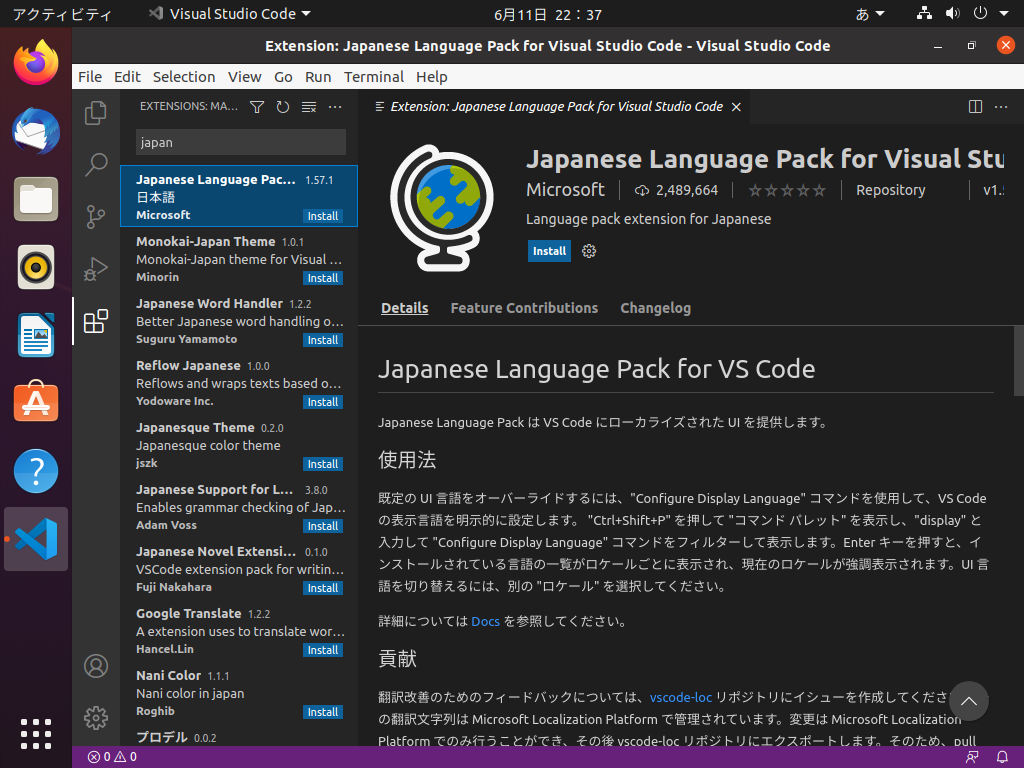 アクティビティ
Visual Studio Code
6月11日 22：37
あ
Extension: Japanese Language Pack for Visual Studio Code - Visual Studio Code
File Edit Selection View Go Run Terminal Help
EXTENSIONS: MA...
japan
Japanese Language Pac... 1.57.1
日本語
Microsoft Install
Monokai-Japan Theme 1.0.1
Monokai-Japan theme for Visual ...
Minorin Install
Japanese Word Handler 1.2.2
Better Japanese word handling o...
Suguru Yamamoto Install
Reflow Japanese 1.0.0
Reflows and wraps texts based o...
Yodoware Inc. Install
Japanesque Theme 0.2.0
Japanesque color theme
jszk Install
Japanese Support for L... 3.8.0
Enables grammar checking of Jap...
Adam Voss Install
Japanese Novel Extensi... 0.1.0
VSCode extension pack for writin...
Fuji Nakahara Install
Google Translate 1.2.2
A extension uses to translate wor...
Hancel.Lin Install
Nani Color 1.1.1
Nani color in japan
Roghib Install
プロデル 0.0.2
Extension: Japanese Language Pack for Visual Studio Code
Japanese Language Pack for Visual Stu
Microsoft 2,489,664 Repository v1.5
Language pack extension for Japanese
Install
Details Feature Contributions Changelog
Japanese Language Pack for VS Code
Japanese Language Pack は VS Code にローカライズされた UI を提供します。
使用法
既定の UI 言語をオーバーライドするには、"Configure Display Language" コマンドを使用して、VS Code
の表示言語を明示的に設定します。 "Ctrl+Shift+P" を押して "コマンド パレット" を表示し、"display" と
入力して "Configure Display Language" コマンドをフィルターして表示します。Enter キーを押すと、イ
ンストールされている言語の一覧がロケールごとに表示され、現在のロケールが強調表示されます。UI 言
語を切り替えるには、別の "ロケール" を選択してください。
詳細については Docs を参照してください。
貢献
翻訳改善のためのフィードバックについては、vscode-loc リポジトリにイシューを作成してくださ
の翻訳文字列は Microsoft Localization Platform で管理されています。変更は Microsoft Localization
Platform でのみ行うことができ、その後 vscode-loc リポジトリにエクスポートします。そのため、pull
0 0